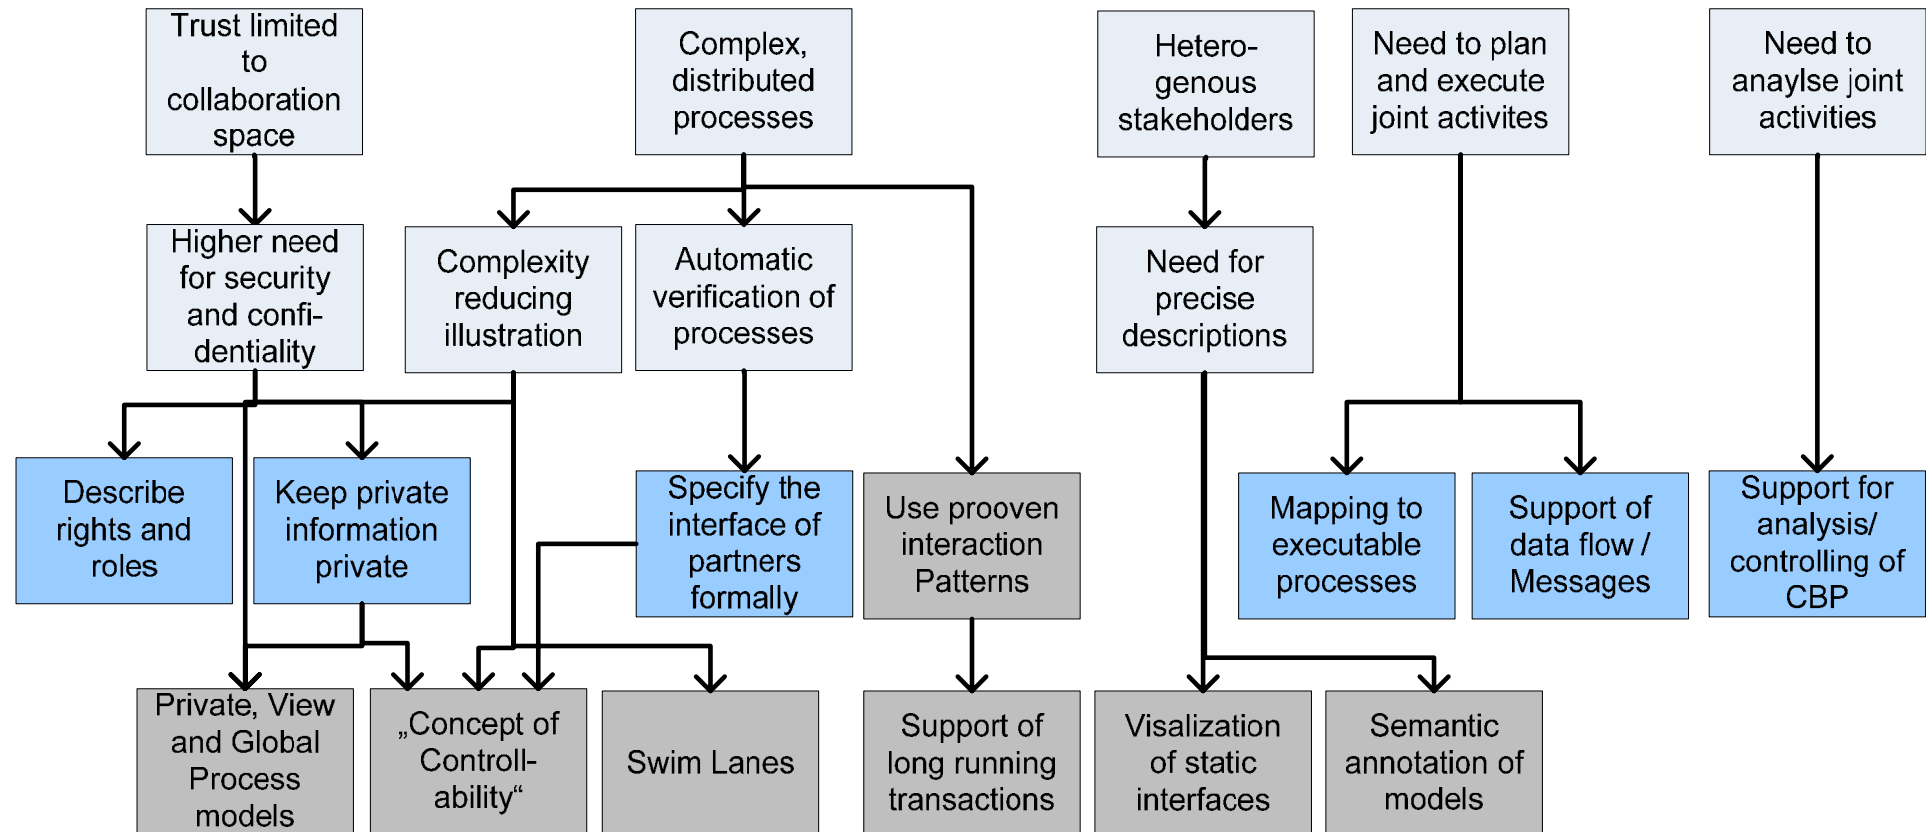 Trust limited
to
collaboration
space
Complex,
distributed
processes
Hetero-
genous
stakeholders
Need to plan
and execute
joint activites
Need to
anaylse joint
activities
Higher need
for security
and confi-
dentiality
Complexity
reducing
illustration
Automatic
verification of
processes
Need for
precise
descriptions
Describe
rights and
roles
Keep private
information
private
Specify the
interface of
partners
formally
Use prooven
interaction
Patterns
Mapping to
executable
processes
Support of
data flow /
Messages
Support for
analysis/
controlling of
CBP
Private, View
and Global
Process
models
„Concept of
Controll-
ability“
Swim Lanes
Support of
long running
transactions
Visalization
of static
interfaces
Semantic
annotation of
models